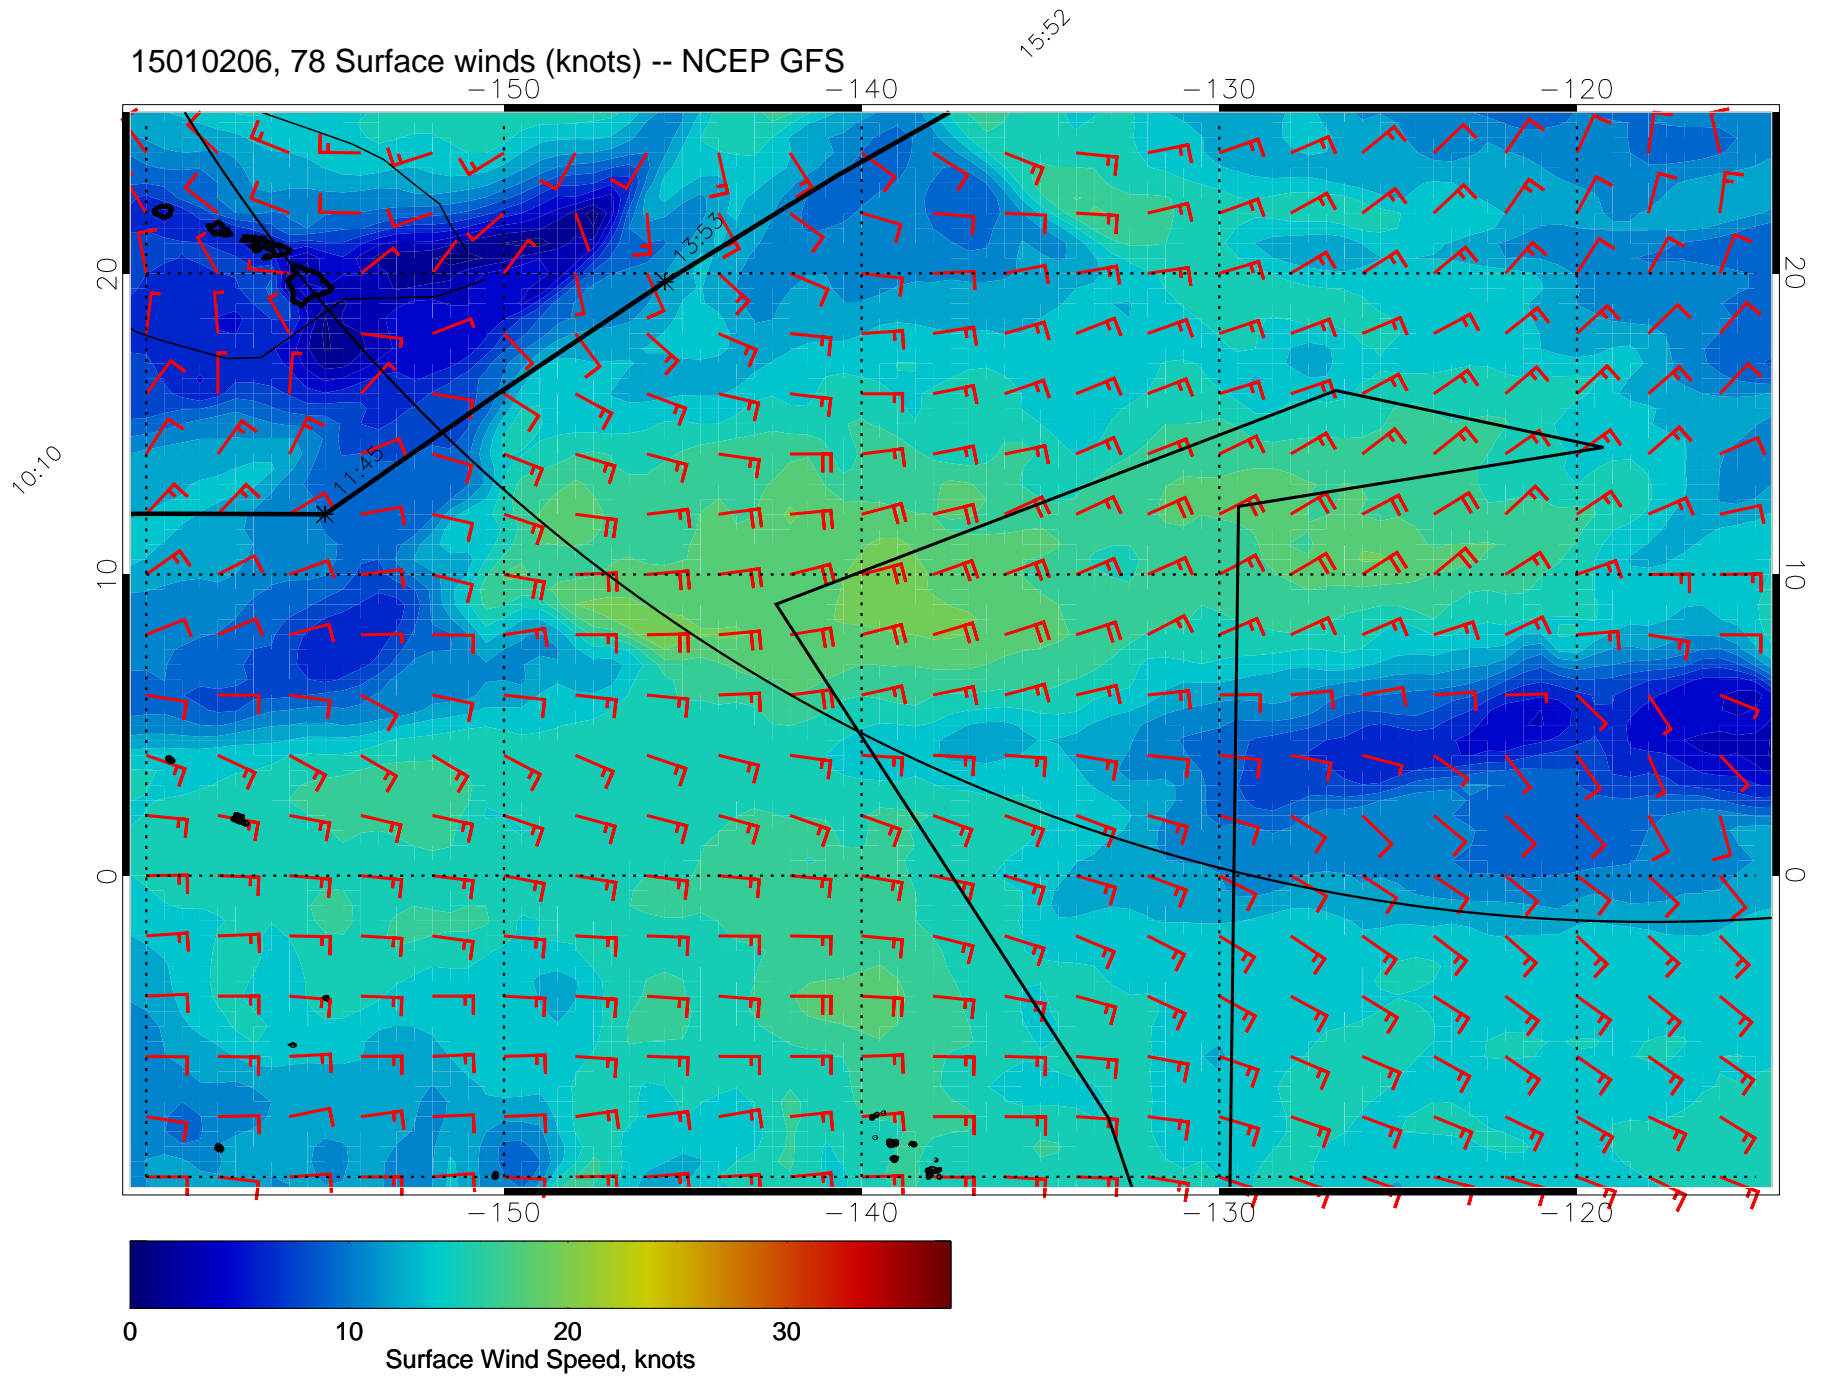 15:52
15010206, 78 Surface winds (knots) -- NCEP GFS
−150 −140 −130 −120
13:53
20 20
11:45
10:10
10 10
0 0
−150 −140 −130 −120
0 10 20 30
Surface Wind Speed, knots